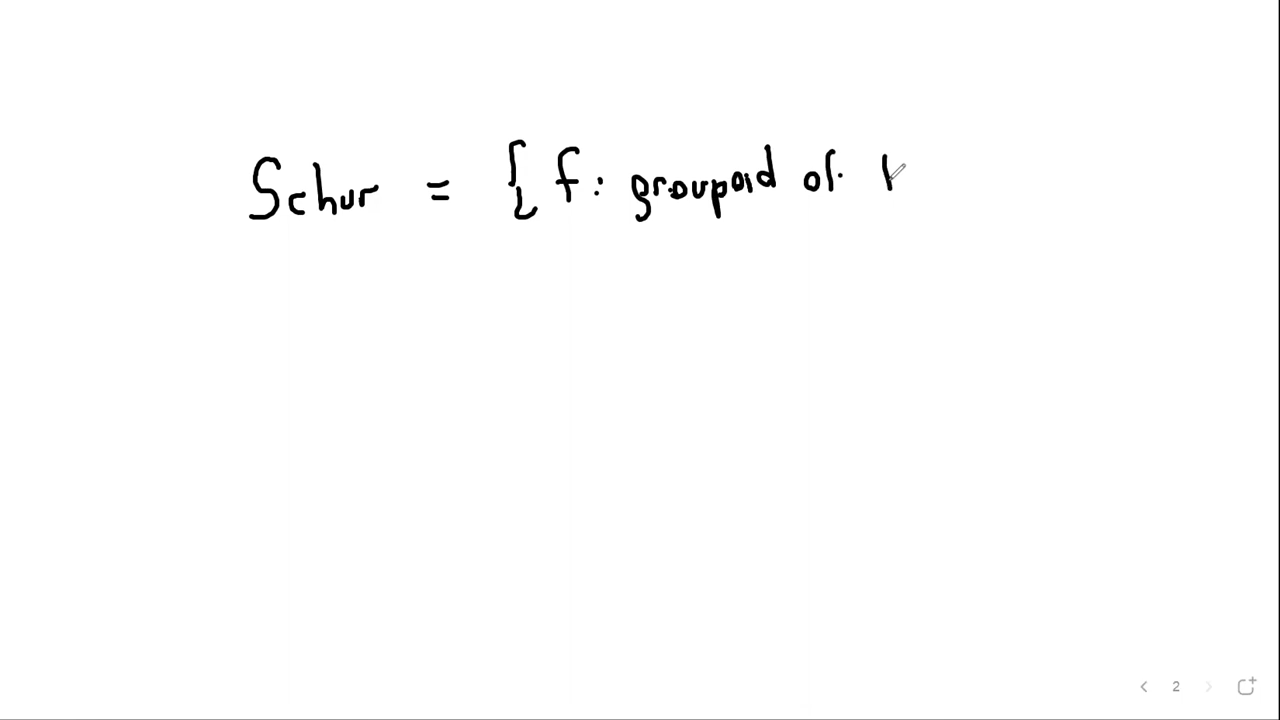 Schur = { f: groupoid of
2